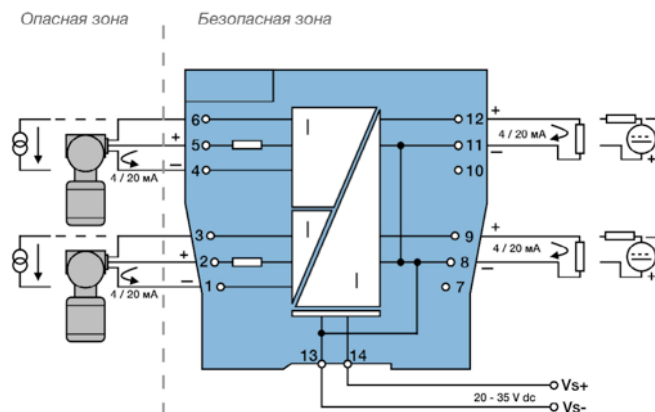 Опасная зона
Безопасная зона
6
5
4
+
−
4 / 20 мА
3
2
1
+
−
4 / 20 мА
I
I
I
12
11
10
+
−
4 / 20 мА
+
9
8
7
+
−
4 / 20 мА
+
13
14
Vs+
20 - 35 V dc
Vs-